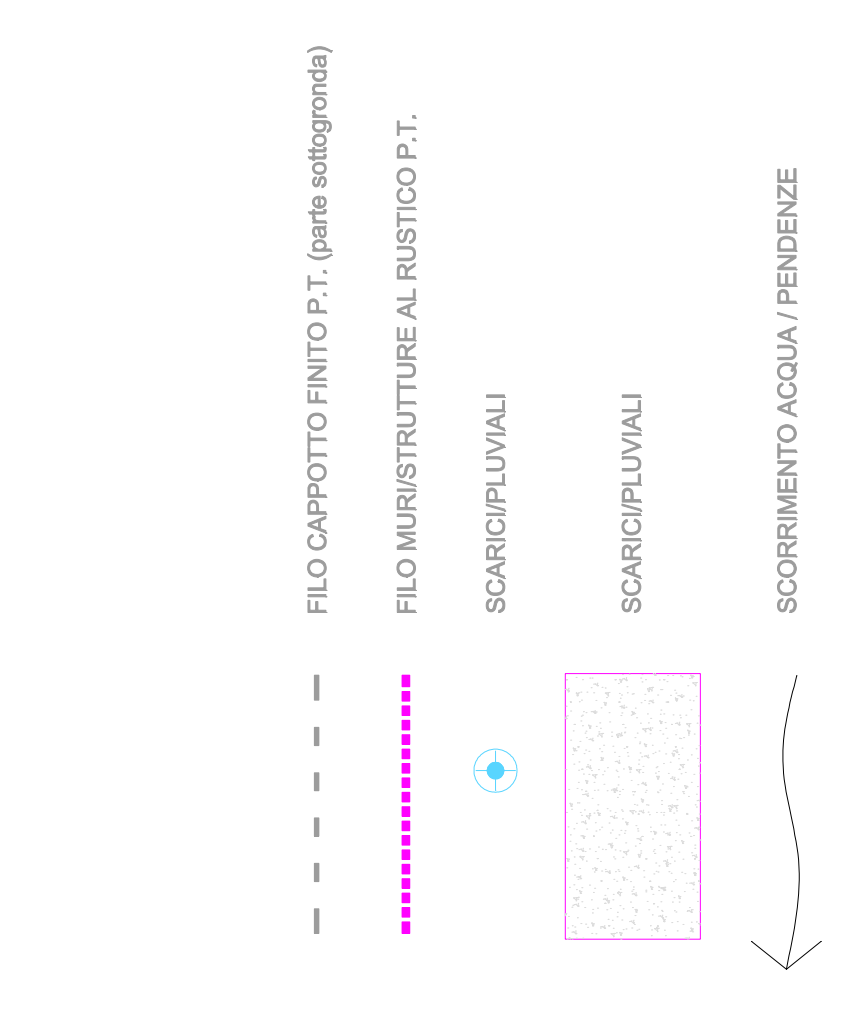 FILO CAPPOTTO FINITO P.T. (parte sottogronda)
FILO MURI/STRUTTURE AL RUSTICO P.T.
SCARICI/PLUVIALI
SCARICI/PLUVIALI
SCORRIMENTO ACQUA / PENDENZE